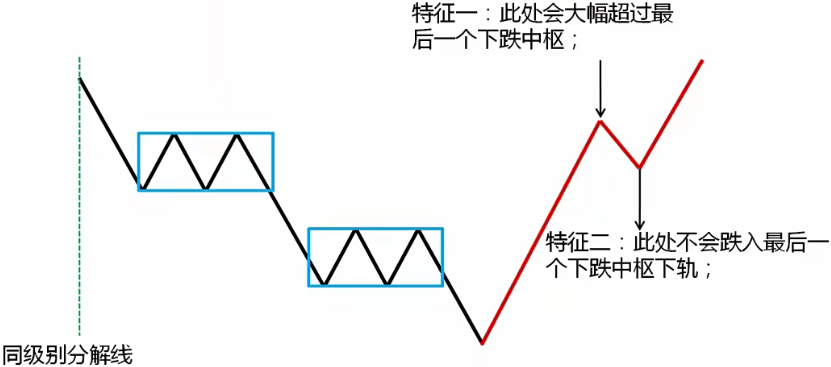 特征一：此处会大幅超过最
后一个下跌中枢；
特征二：此处不会跌入最后一
个下跌中枢下轨；
同级别分解线